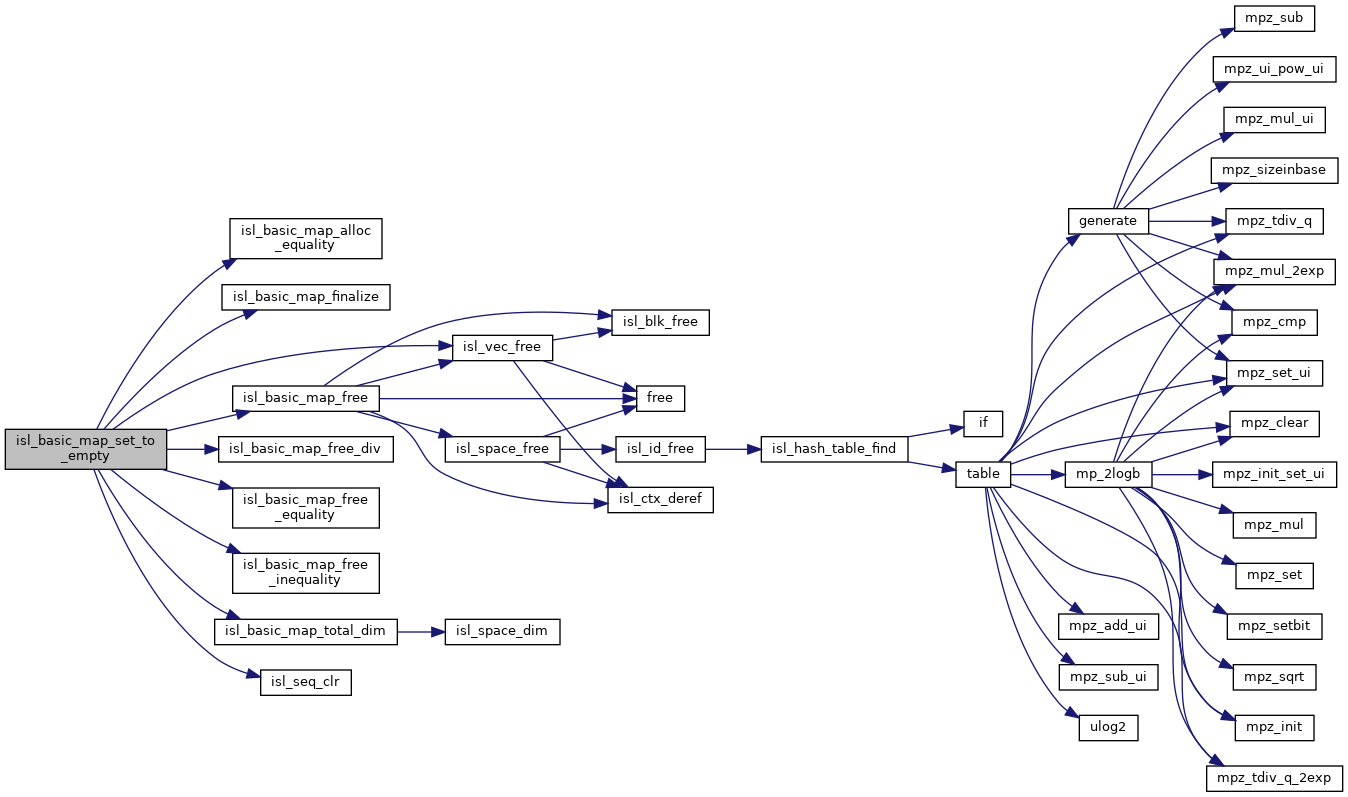 isl_basic_map_set_to
_empty
isl_basic_map_alloc
_equality
isl_basic_map_finalize
isl_basic_map_free
isl_basic_map_free_div
isl_basic_map_free
_equality
isl_basic_map_free
_inequality
isl_basic_map_total_dim
isl_seq_clr
isl_vec_free
isl_space_free
isl_space_dim
isl_blk_free
free
isl_id_free
isl_ctx_deref
isl_hash_table_find
if
table
generate
mp_2logb
mpz_add_ui
mpz_sub_ui
ulog2
mpz_sub
mpz_ui_pow_ui
mpz_mul_ui
mpz_sizeinbase
mpz_tdiv_q
mpz_mul_2exp
mpz_cmp
mpz_set_ui
mpz_clear
mpz_init_set_ui
mpz_mul
mpz_set
mpz_setbit
mpz_sqrt
mpz_init
mpz_tdiv_q_2exp